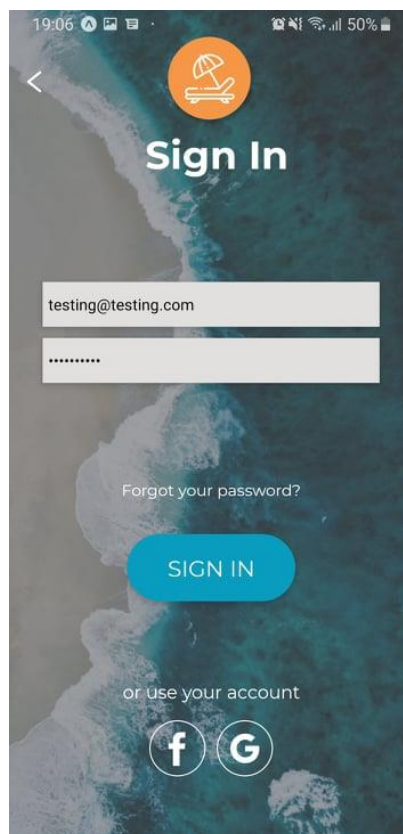 19:06 50%
Sign In
testing@testing.com
••••••••••
Forgot your password?
SIGN IN
or use your account
f G